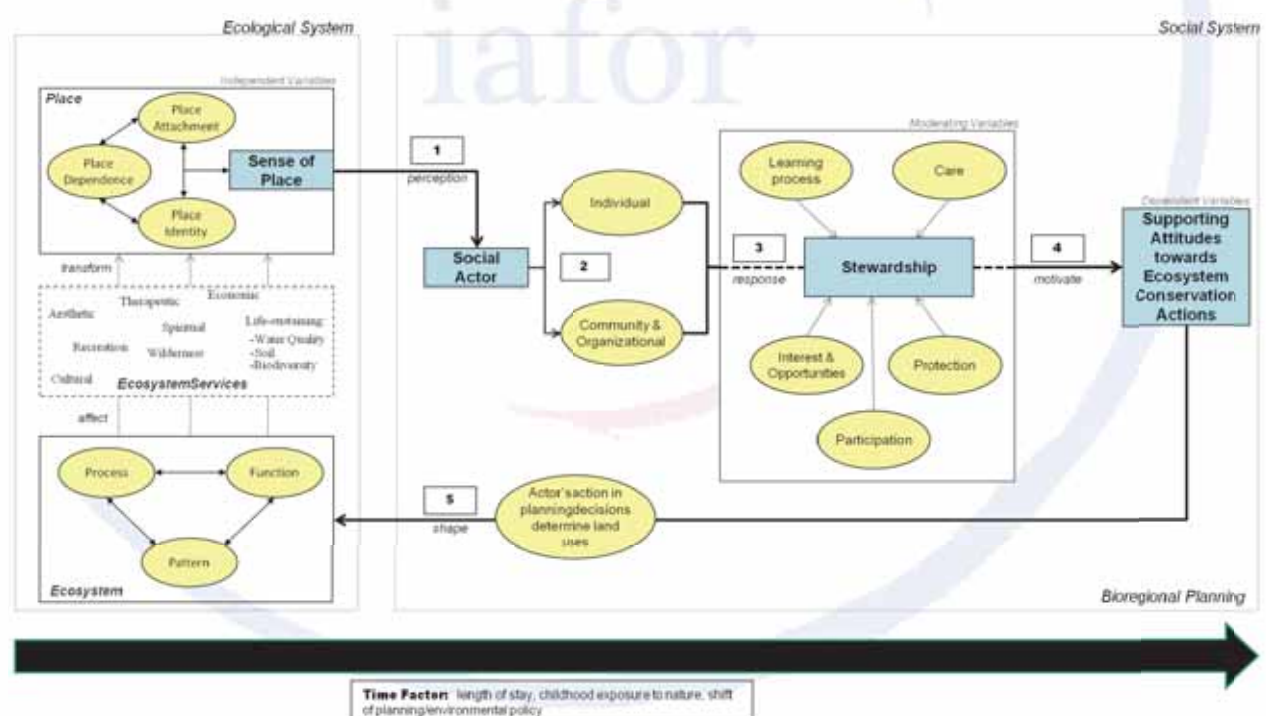 iafor
Ecological System
Social System
Independent Variables
Place
Place
Attachment
Place
Dependence
Sense of
Place
Place
Identity
transform
Aesthetic
Therapeutic
Economic
Spiritual
Life-sustaining:
-Water Quality
-Soil
-Biodiversity
Recreation
Wilderness
Cultural
EcosystemServices
affect
Process
Function
Pattern
Ecosystem
1
perception
Social
Actor
2
Individual
Community &
Organizational
3
response
Moderating Variables
Learning
process
Care
Stewardship
Interest &
Opportunities
Protection
Participation
4
motivate
Dependent Variables
Supporting
Attitudes
towards
Ecosystem
Conservation
Actions
5
shape
Actor'saction in
planningdecisions
determine land
uses
Bioregional Planning
Time Factor: length of stay, childhood exposure to nature, shift
of planning/environmental policy